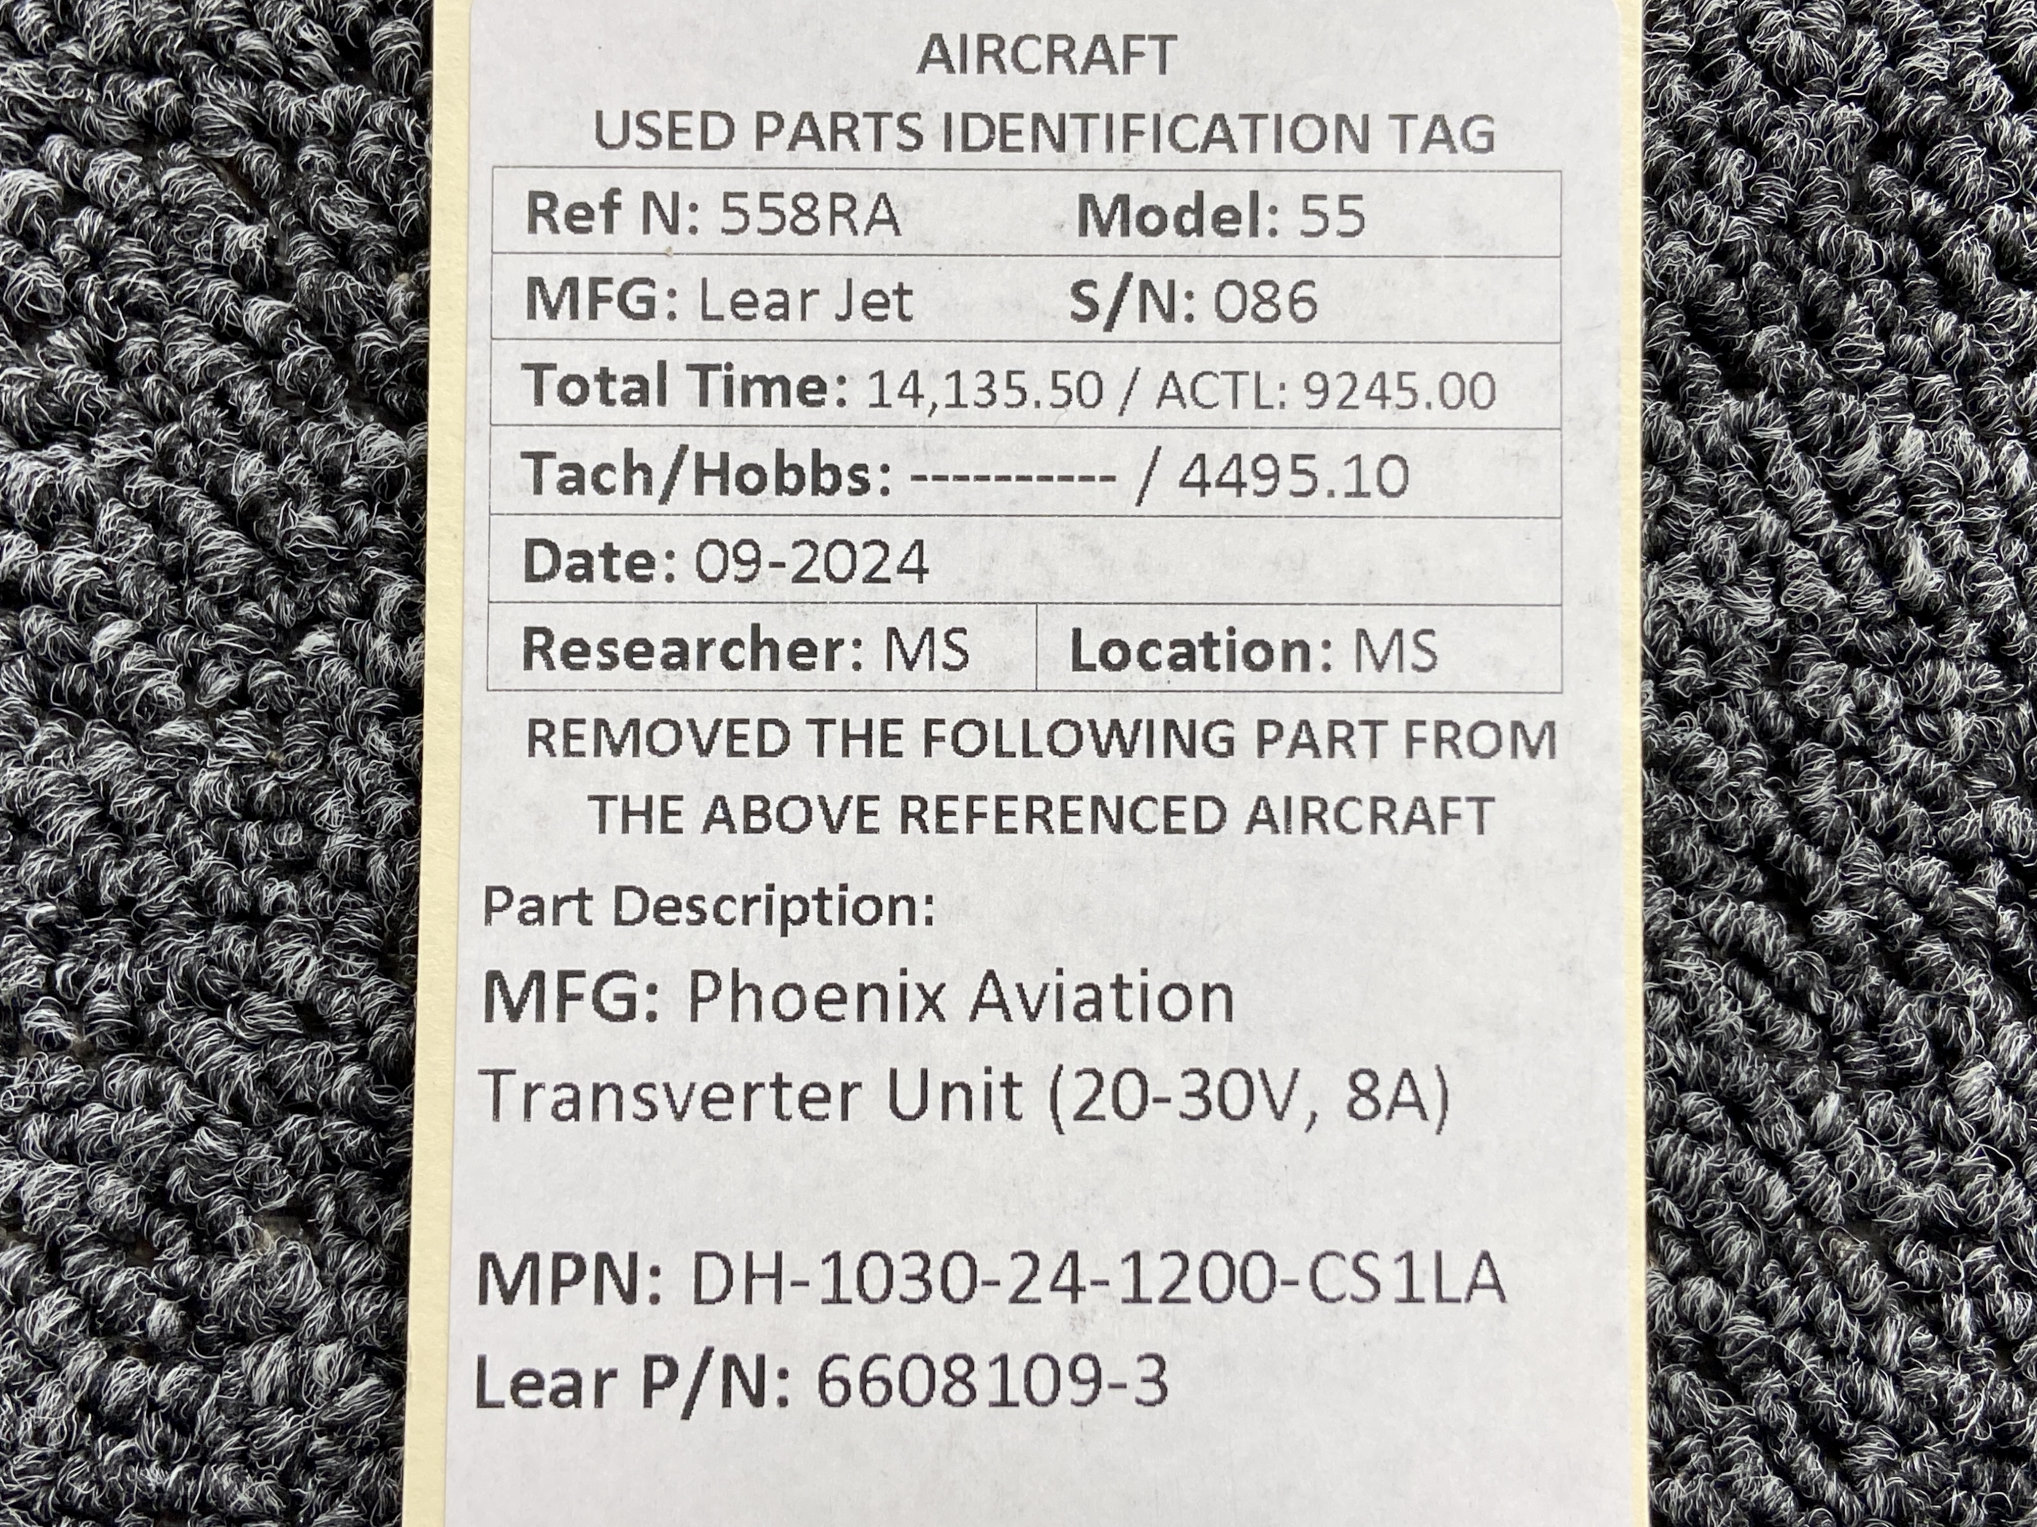 AIRCRAFT
USED PARTS IDENTIFICATION TAG
Ref N: 558RA Model: 55
MFG: Lear Jet S/N: 086
Total Time: 14,135.50 / ACTL: 9245.00
Tach/Hobbs: ---------- / 4495.10
Date: 09-2024
Researcher: MS Location: MS
REMOVED THE FOLLOWING PART FROM
THE ABOVE REFERENCED AIRCRAFT
Part Description:
MFG: Phoenix Aviation
Transverter Unit (20-30V, 8A)
MPN: DH-1030-24-1200-CS1LA
Lear P/N: 6608109-3